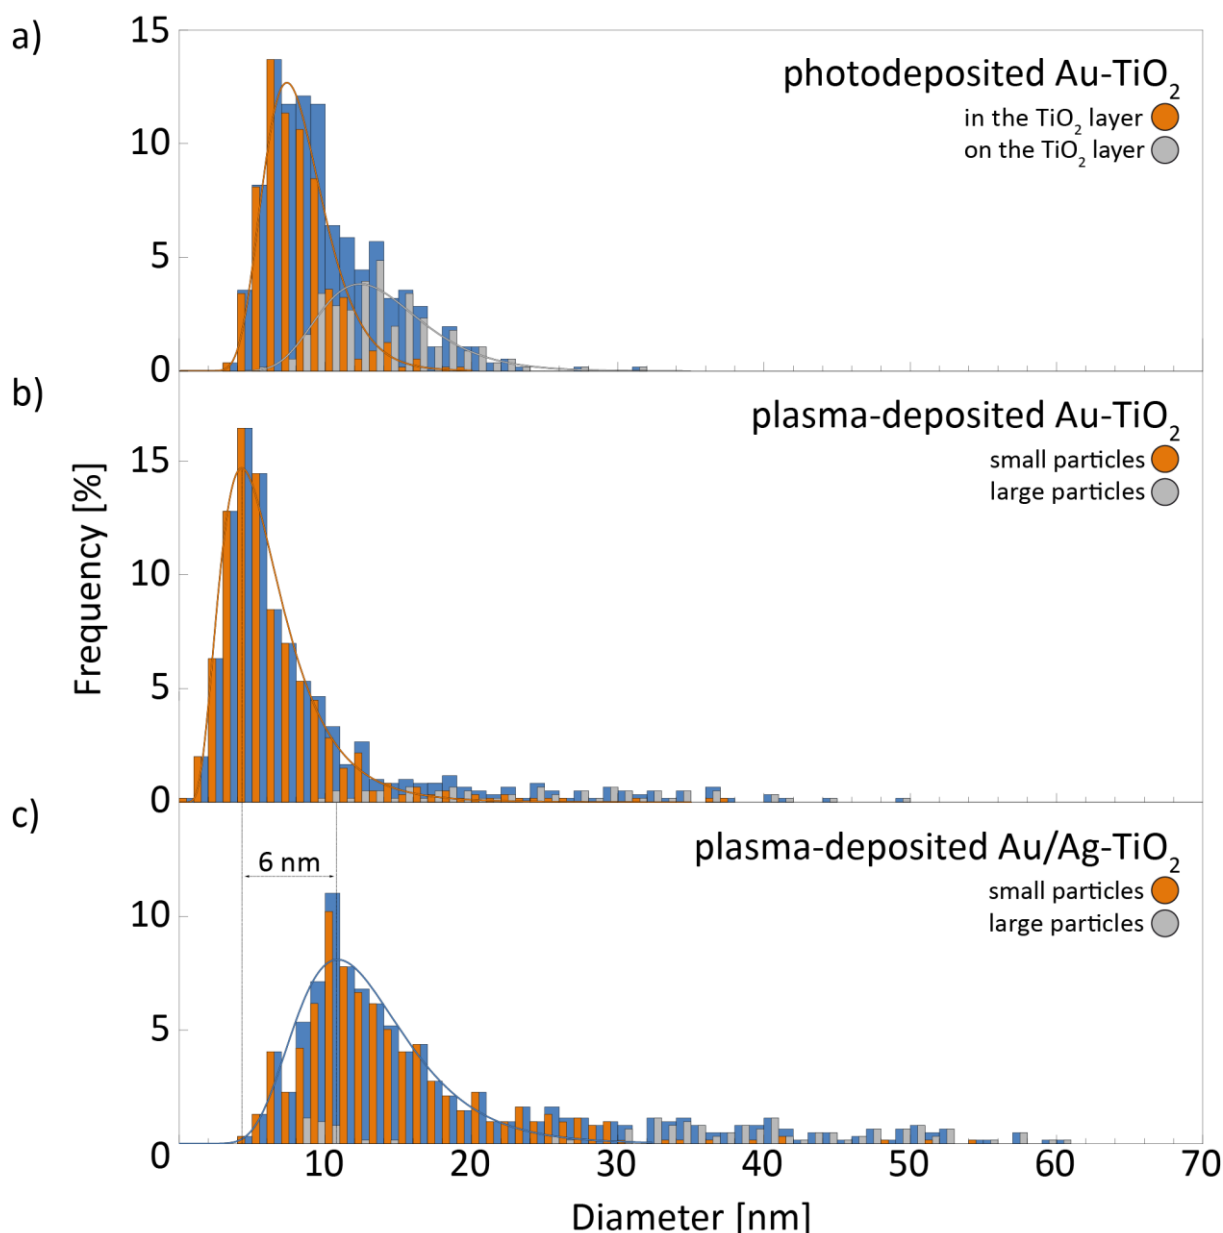 a)
15
10
5
0
photodeposited Au-TiO₂
in the TiO₂ layer
on the TiO₂ layer
b)
15
10
5
0
plasma-deposited Au-TiO₂
small particles
large particles
Frequency [%]
c)
10
5
0
6 nm
plasma-deposited Au/Ag-TiO₂
small particles
large particles
10 20 30 40 50 60 70
Diameter [nm]